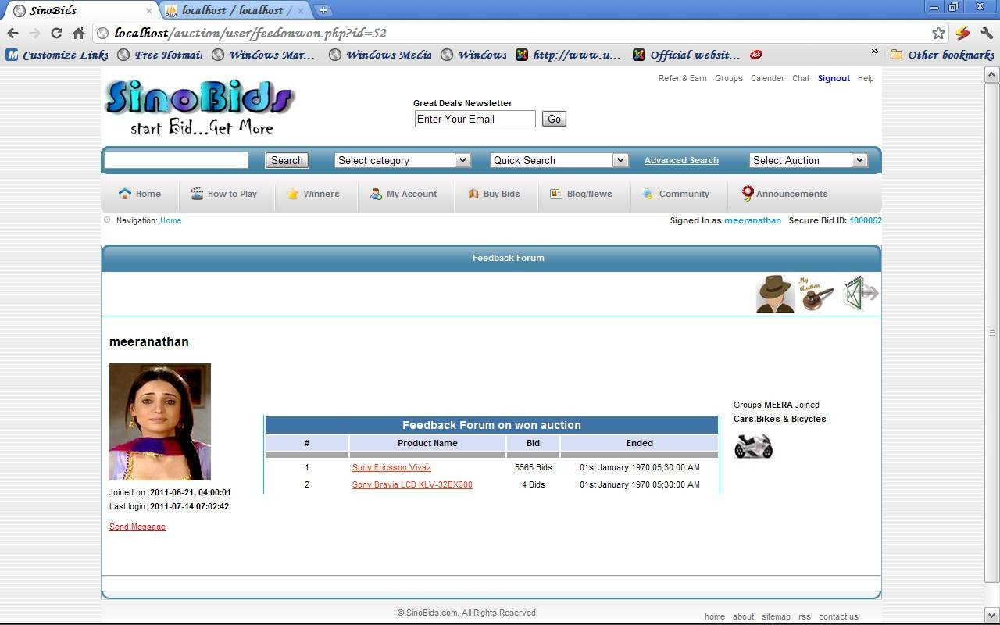 SinoBids
localhost / localhost /
localhost/auction/user/feedonwon.php?id=52
Customize Links Free Hotmail Windows Mar... Windows Media Windows http://www.u... Official websit... Ask » Other bookmarks
SinoBids
start Bid...Get More
Refer & Earn Groups Calender Chat Signout Help
Great Deals Newsletter
Enter Your Email Go
Search Select category Quick Search Advanced Search Select Auction
Home How to Play Winners My Account Buy Bids Blog/News Community Announcements
Navigation: Home Signed In as meeranathan Secure Bid ID: 1000052
Feedback Forum
My
Auction
meeranathan
Groups MEERA Joined
Cars,Bikes & Bicycles
Feedback Forum on won auction
# Product Name Bid Ended
1 Sony Ericsson Vivaz 5565 Bids 01st January 1970 05;30:00 AM
2 Sony Bravia LCD KLV-32BX300 4 Bids 01st January 1970 05;30:00 AM
Joined on :2011-06-21, 04:00:01
Last login :2011-07-14 07:02:42
Send Message
© SinoBids.com. All Rights Reserved.
home about sitemap rss contact us